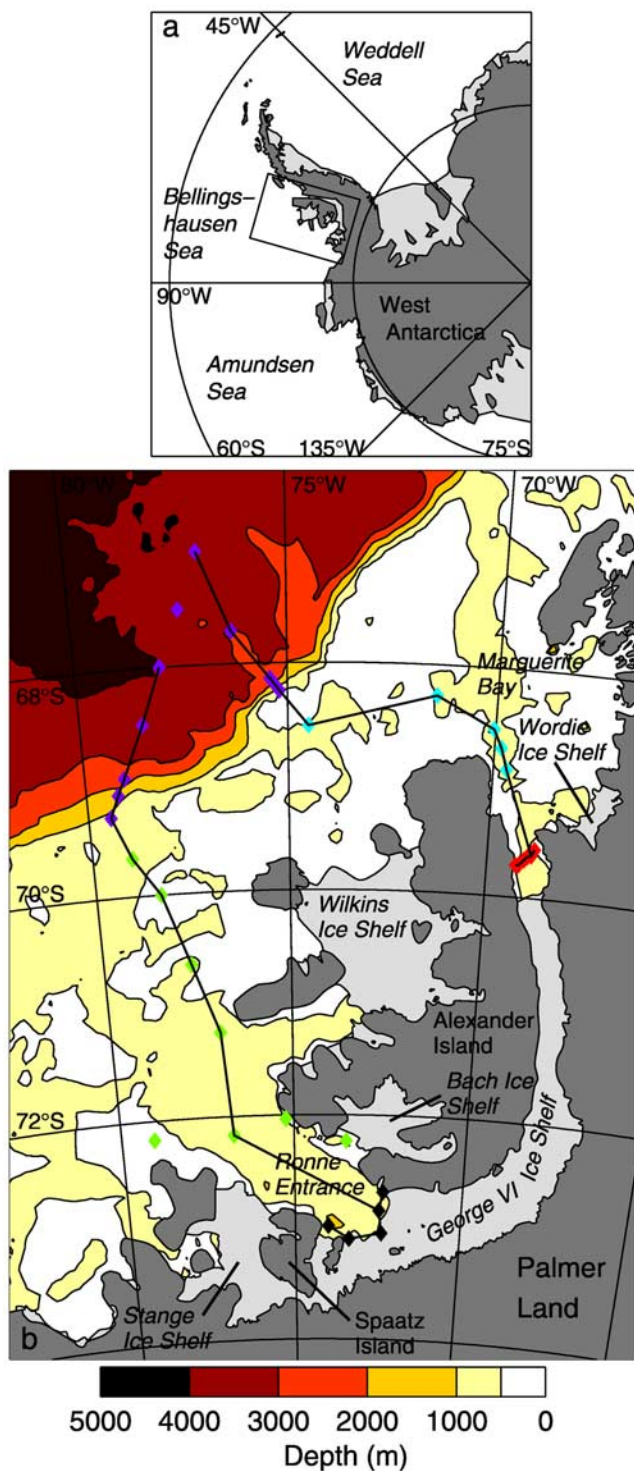 a
45°W
Weddell
Sea
Bellings–
hausen
Sea
90°W
West
Antarctica
Amundsen
Sea
60°S
135°W
75°S
80°W
75°W
70°W
68°S
Marguerite
Bay
Wordie
Ice Shelf
70°S
Wilkins
Ice Shelf
Alexander
Island
Bach Ice
Shelf
72°S
Ronne
Entrance
George VI Ice Shelf
Palmer
Land
Stange
Ice Shelf
Spaatz
Island
b
5000 4000 3000 2000 1000 0
Depth (m)